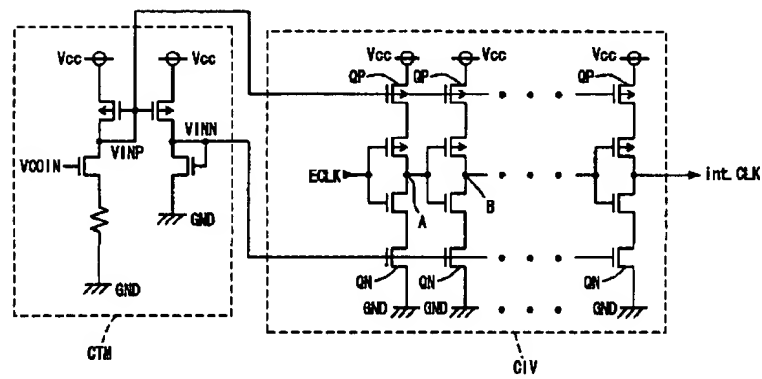 Vcc Vcc
VINP
VINN
VCOIN
GND
GND
CTM
Vcc Vcc Vcc
QP QP QP
ECLK
A
B
int. CLK
QN QN QN
GND GND GND
CIV